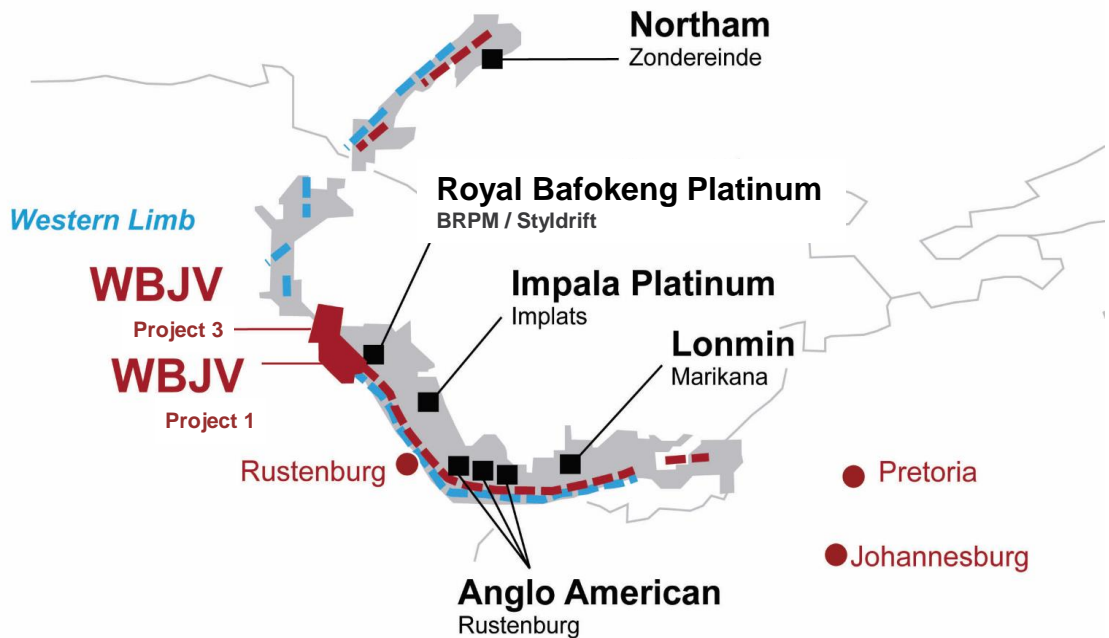 Northam
Zondereinde
Royal Bafokeng Platinum
BRPM / Styldrift
Western Limb
WBJV
Project 3
Impala Platinum
Implats
WBJV
Project 1
Lonmin
Marikana
Rustenburg
Pretoria
Johannesburg
Anglo American
Rustenburg